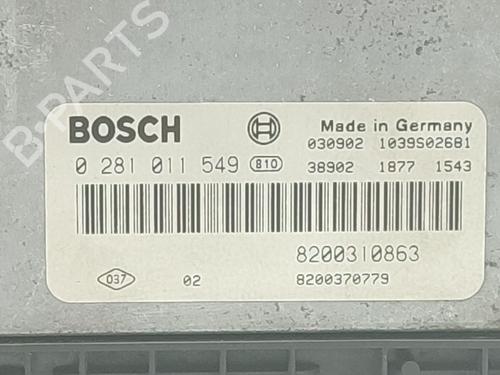 B-PARTS
BOSCH
Made in Germany
030902 1039S02681
0 281 011 549 810
38902 1877 1543
8200310863
037 02 8200370779